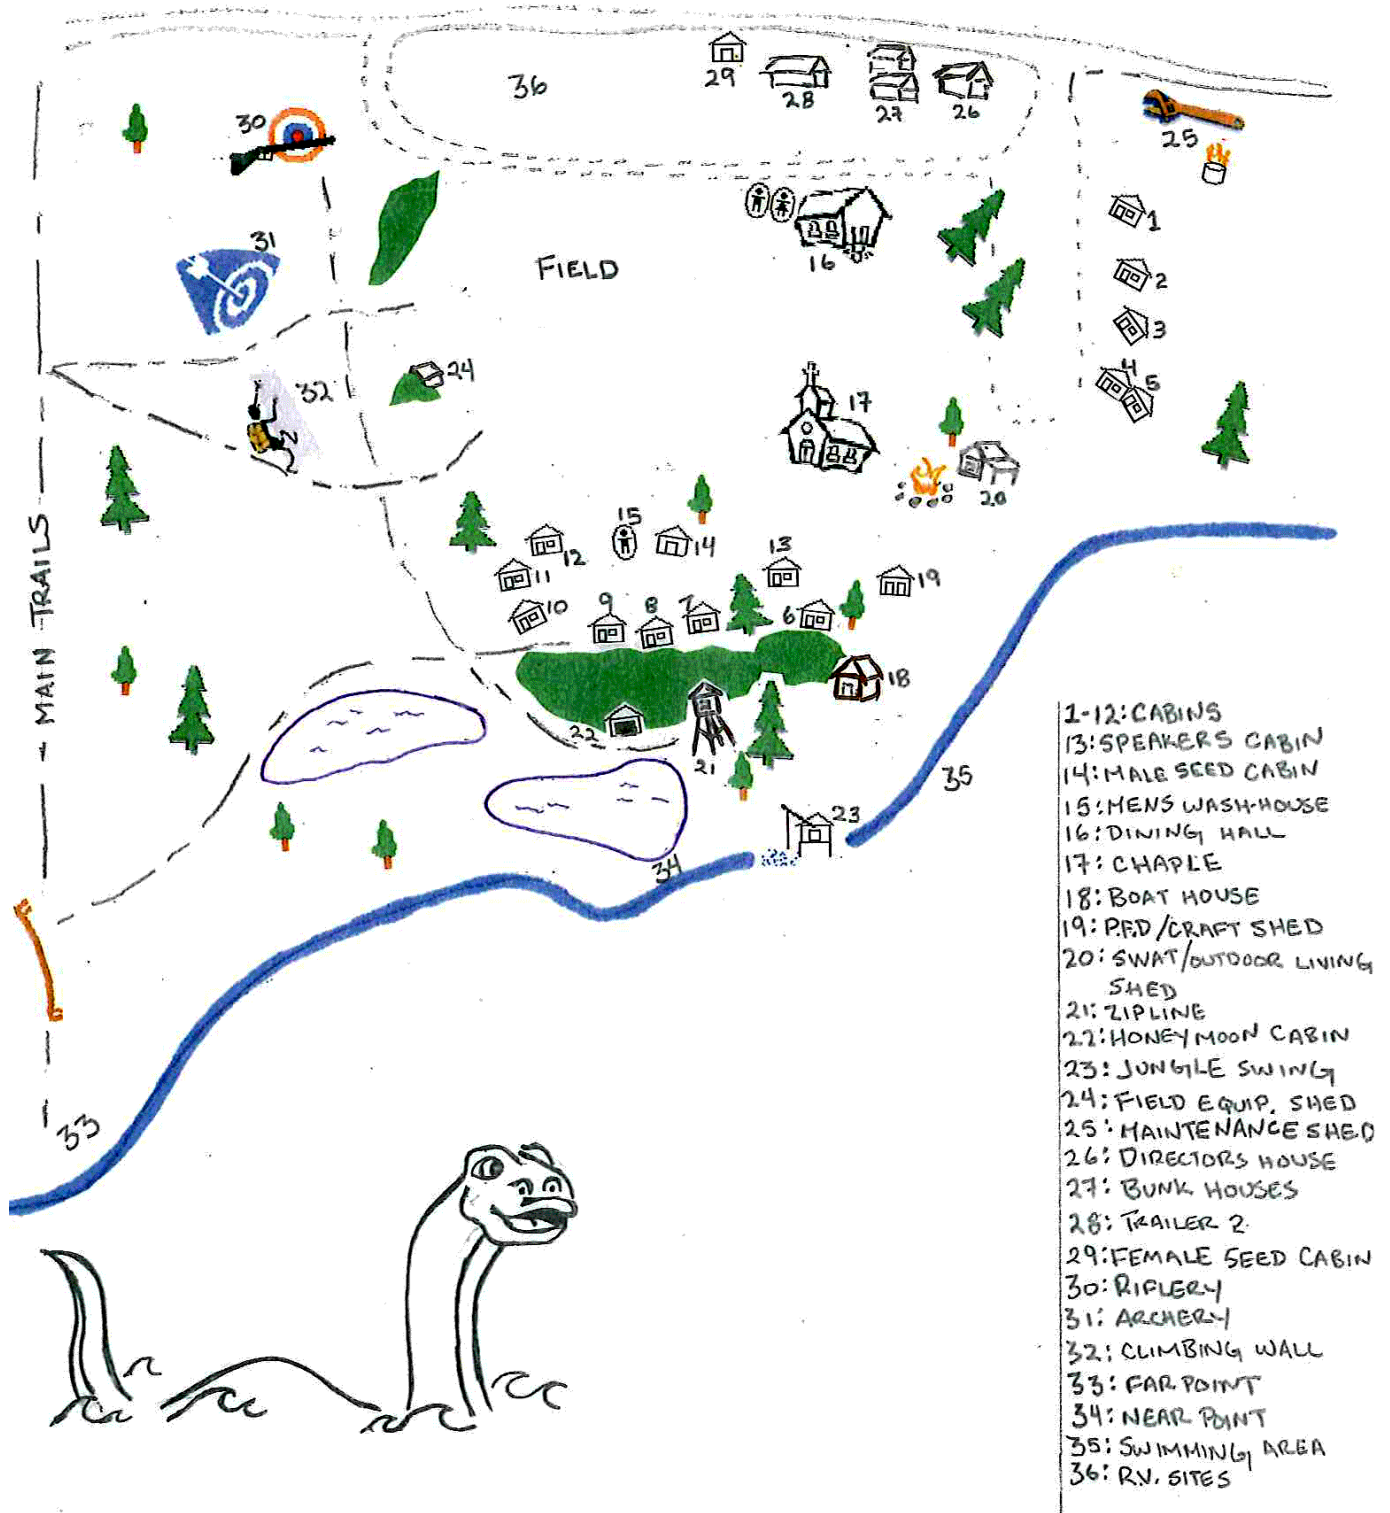 36
29
28
27
26
25
30
1
31
FIELD
16
2
3
24
32
4
5
17
20
15
12
14
13
11
19
10
9
8
7
6
MAIN TRAILS
18
22
21
35
23
34
33
1-12: CABINS
13: SPEAKERS CABIN
14: MALE SEED CABIN
15: MENS WASH-HOUSE
16: DINING HALL
17: CHAPLE
18: BOAT HOUSE
19: P.F.D/CRAFT SHED
20: SWAT/OUTDOOR LIVING
SHED
21: ZIPLINE
22: HONEYMOON CABIN
23: JUNGLE SWING
24: FIELD EQUIP. SHED
25: MAINTENANCE SHED
26: DIRECTORS HOUSE
27: BUNK HOUSES
28: TRAILER 2
29: FEMALE SEED CABIN
30: RIFLERY
31: ARCHERY
32: CLIMBING WALL
33: FAR POINT
34: NEAR POINT
35: SWIMMING AREA
36: R.V. SITES